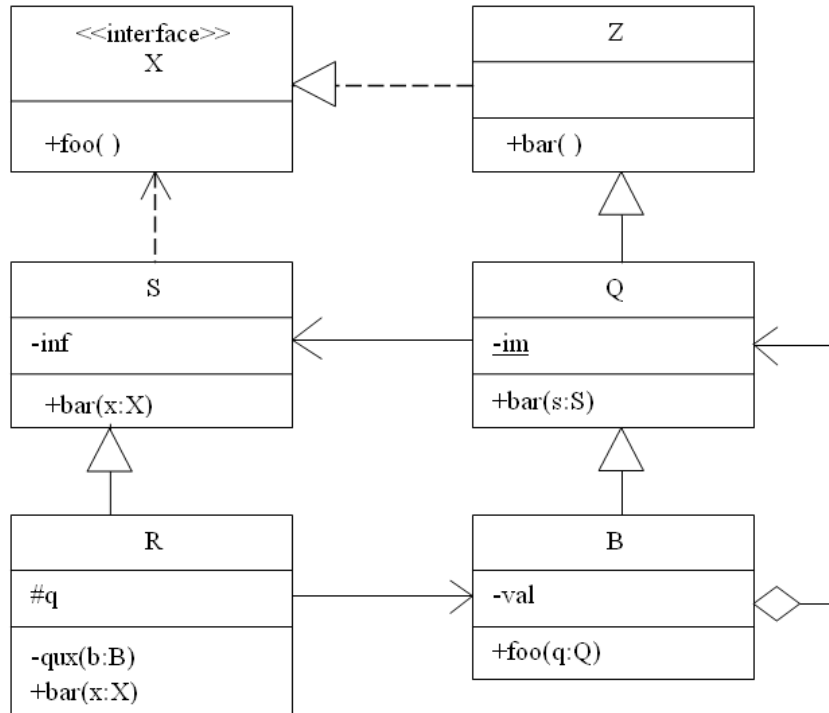 <<interface>>
X
+foo( )
Z
+bar( )
S
-inf
+bar(x:X)
Q
-im
+bar(s:S)
R
#q
-qux(b:B)
+bar(x:X)
B
-val
+foo(q:Q)